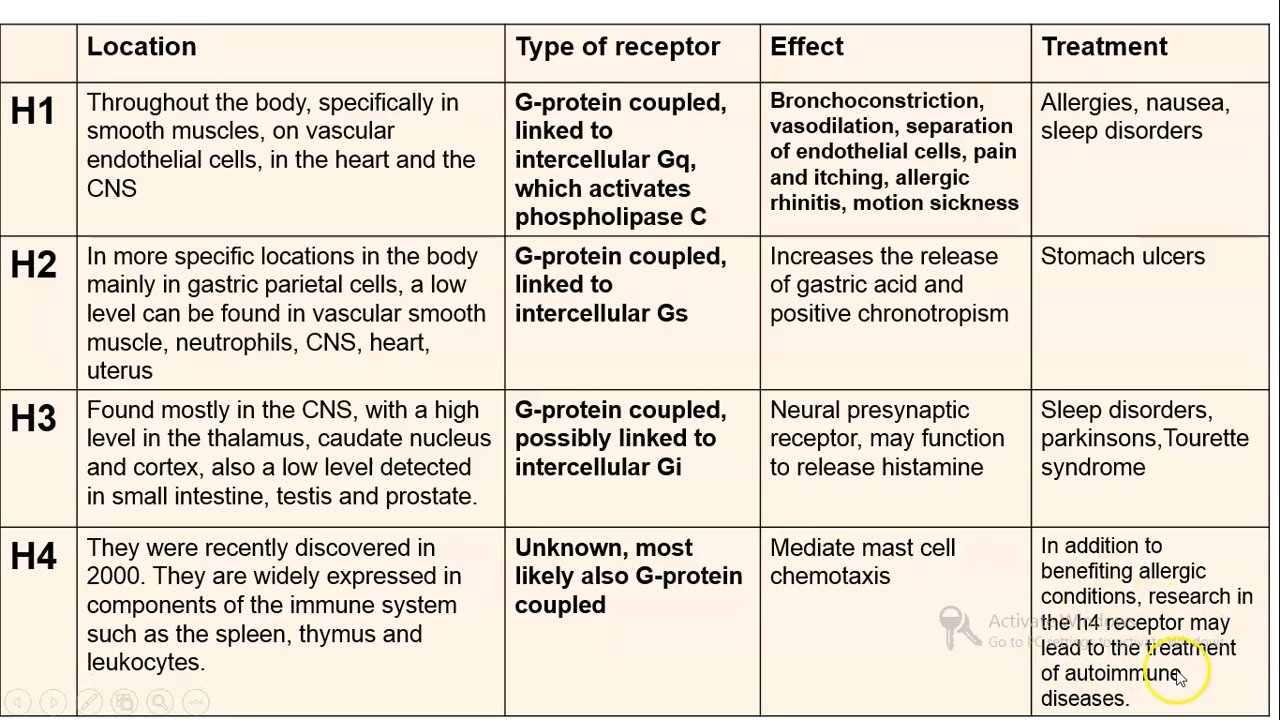 Location
Type of receptor
Effect
Treatment
H1
Throughout the body, specifically in
smooth muscles, on vascular
endothelial cells, in the heart and the
CNS
G-protein coupled,
linked to
intercellular Gq,
which activates
phospholipase C
Bronchoconstriction,
vasodilation, separation
of endothelial cells, pain
and itching, allergic
rhinitis, motion sickness
Allergies, nausea,
sleep disorders
H2
In more specific locations in the body
mainly in gastric parietal cells, a low
level can be found in vascular smooth
muscle, neutrophils, CNS, heart,
uterus
G-protein coupled,
linked to
intercellular Gs
Increases the release
of gastric acid and
positive chronotropism
Stomach ulcers
H3
Found mostly in the CNS, with a high
level in the thalamus, caudate nucleus
and cortex, also a low level detected
in small intestine, testis and prostate.
G-protein coupled,
possibly linked to
intercellular Gi
Neural presynaptic
receptor, may function
to release histamine
Sleep disorders,
parkinsons,Tourette
syndrome
H4
They were recently discovered in
2000. They are widely expressed in
components of the immune system
such as the spleen, thymus and
leukocytes.
Unknown, most
likely also G-protein
coupled
Mediate mast cell
chemotaxis
In addition to
benefiting allergic
conditions, research in
the h4 receptor may
lead to the treatment
of autoimmune
diseases.
Activate Windows
Go to PC settings to activate Windows.